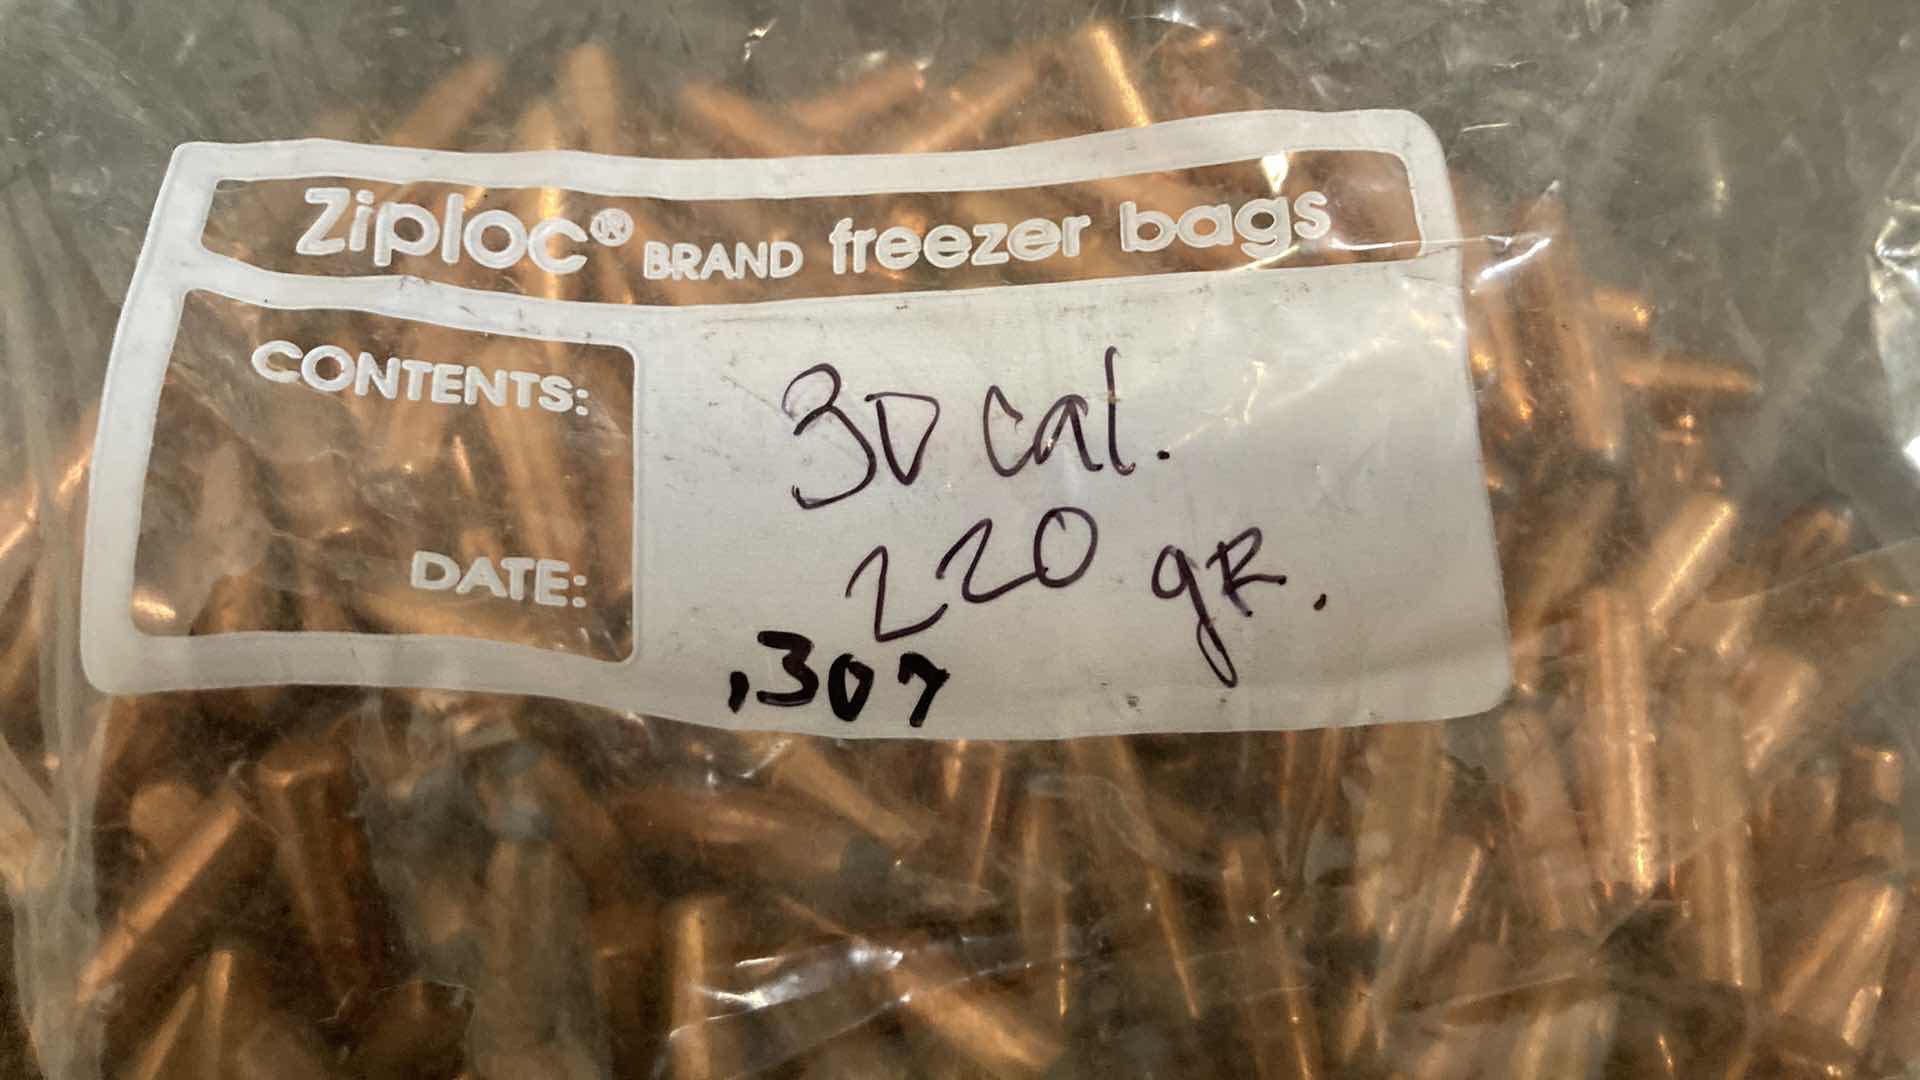 Ziploc® BRAND freezer bags
CONTENTS:
30 cal.
220 gR.
DATE:
.307